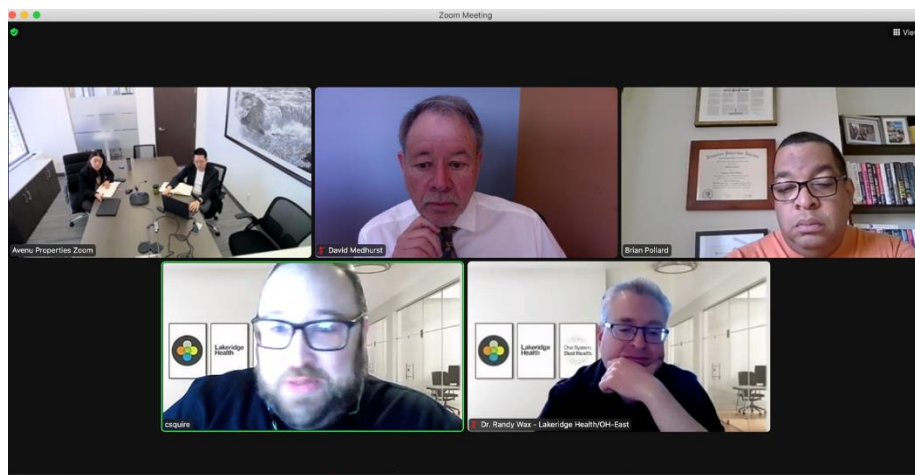 Zoom Meeting
View
Avenu Properties Zoom
David Medhurst
Brian Pollard
Lakeridge
Health
Lakeridge
Health
One System.
Best Health.
csquire
Dr. Randy Wax - Lakeridge Health/OH-East